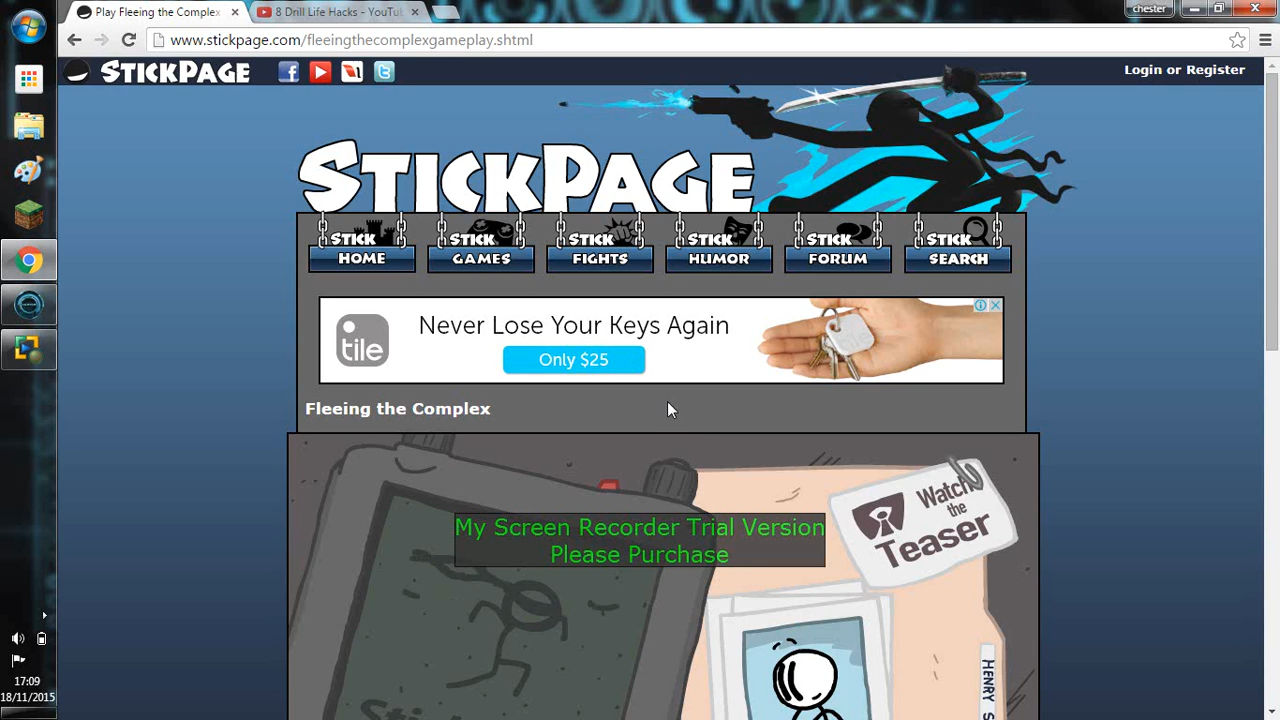 Play Fleeing the Complex
8 Drill Life Hacks - YouTu
chester
www.stickpage.com/fleeingthecomplexgameplay.shtml
STICKPAGE
Login or Register
STICKPAGE
STICK HOME
STICK GAMES
STICK FIGHTS
STICK HUMOR
STICK FORUM
STICK SEARCH
tile
Never Lose Your Keys Again
Only $25
Fleeing the Complex
Watch
the
Teaser
My Screen Recorder Trial Version
Please Purchase
HENRY S
17:09
18/11/2015